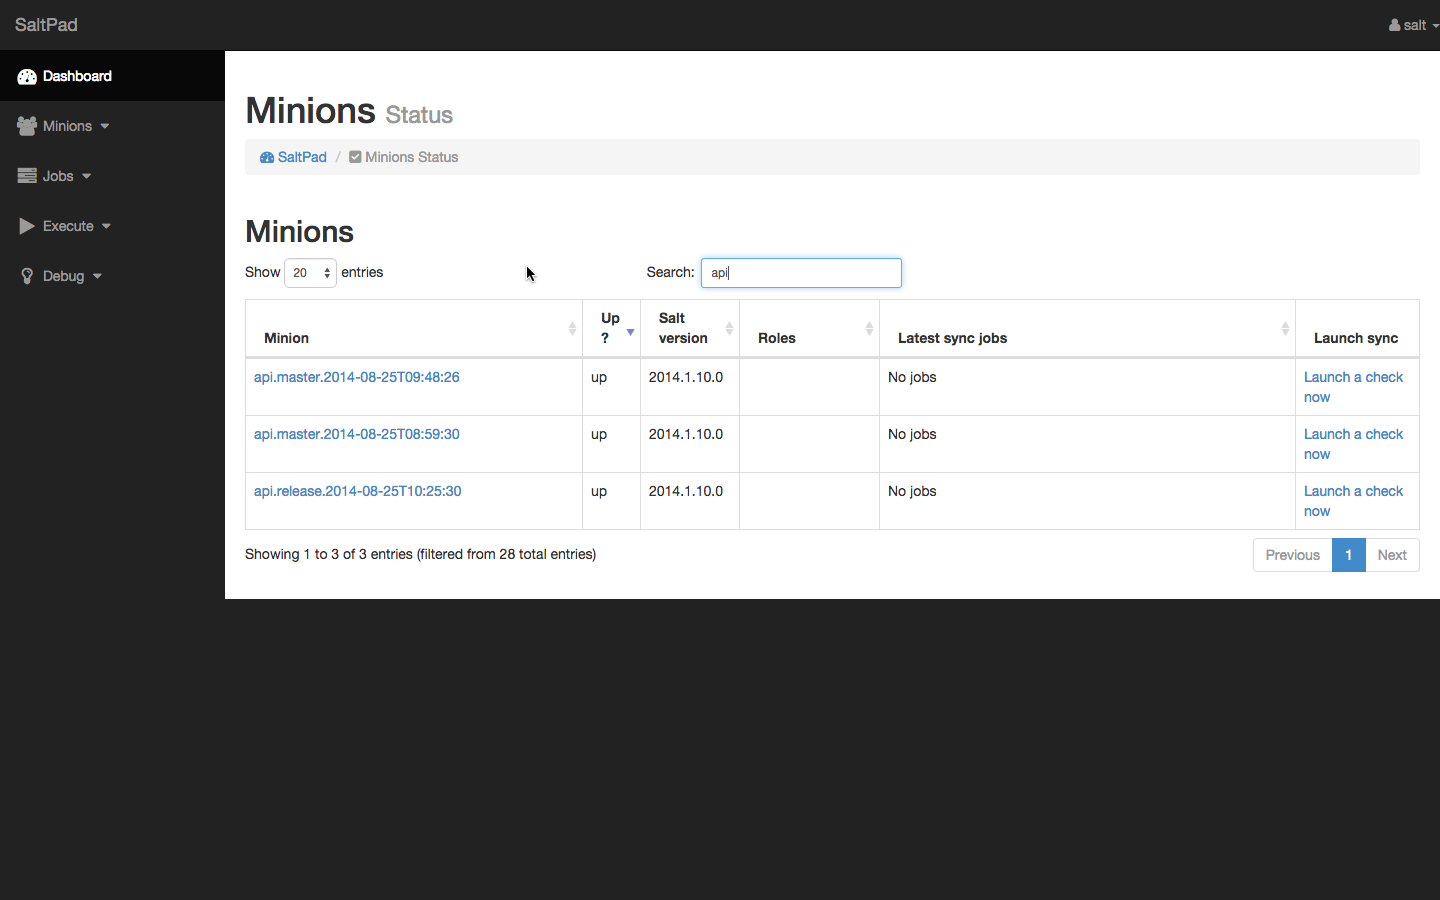 SaltPad
salt
Dashboard
Minions
Jobs
Execute
Debug
Minions Status
SaltPad / Minions Status
Minions
Show 20 entries
Search: api
Minion Up ? Salt version Roles Latest sync jobs Launch sync
api.master.2014-08-25T09:48:26 up 2014.1.10.0 No jobs Launch a check now
api.master.2014-08-25T08:59:30 up 2014.1.10.0 No jobs Launch a check now
api.release.2014-08-25T10:25:30 up 2014.1.10.0 No jobs Launch a check now
Showing 1 to 3 of 3 entries (filtered from 28 total entries)
Previous 1 Next